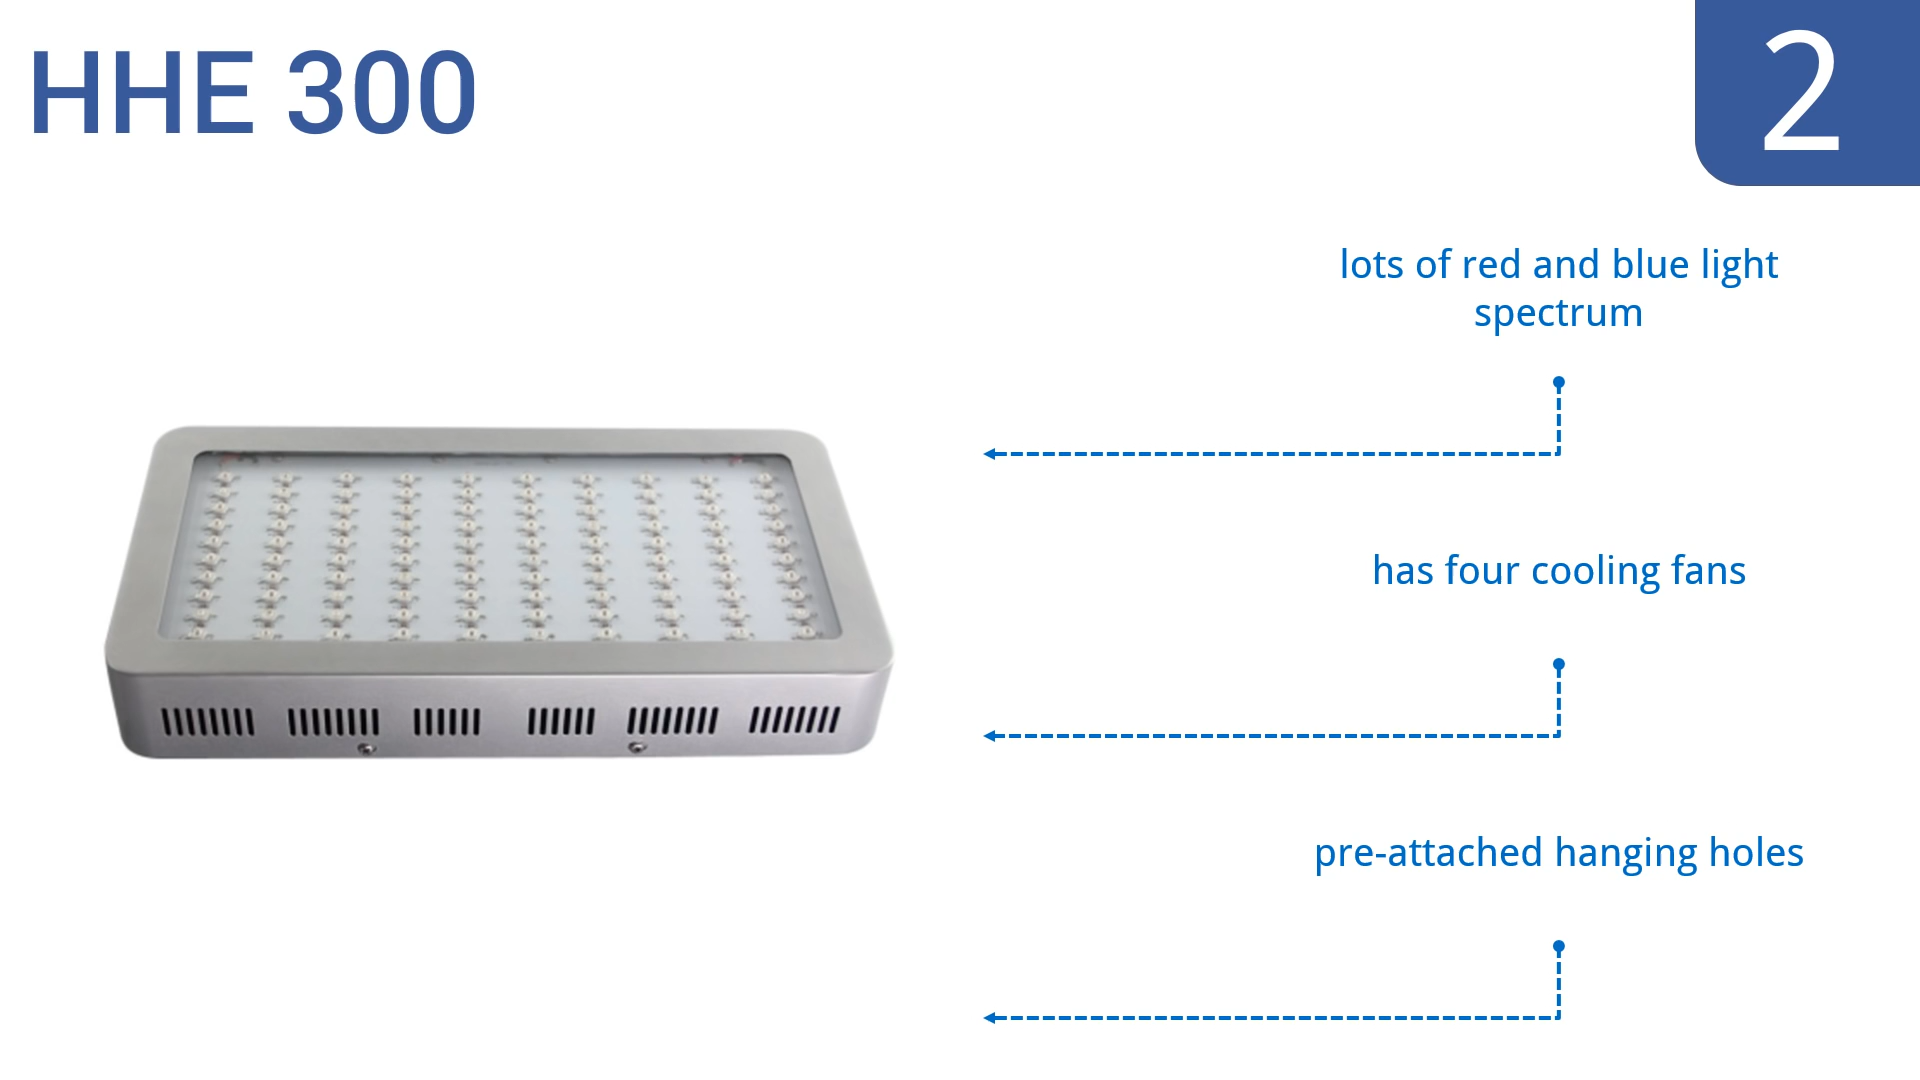 HHE 300
2
lots of red and blue light
spectrum
has four cooling fans
pre-attached hanging holes